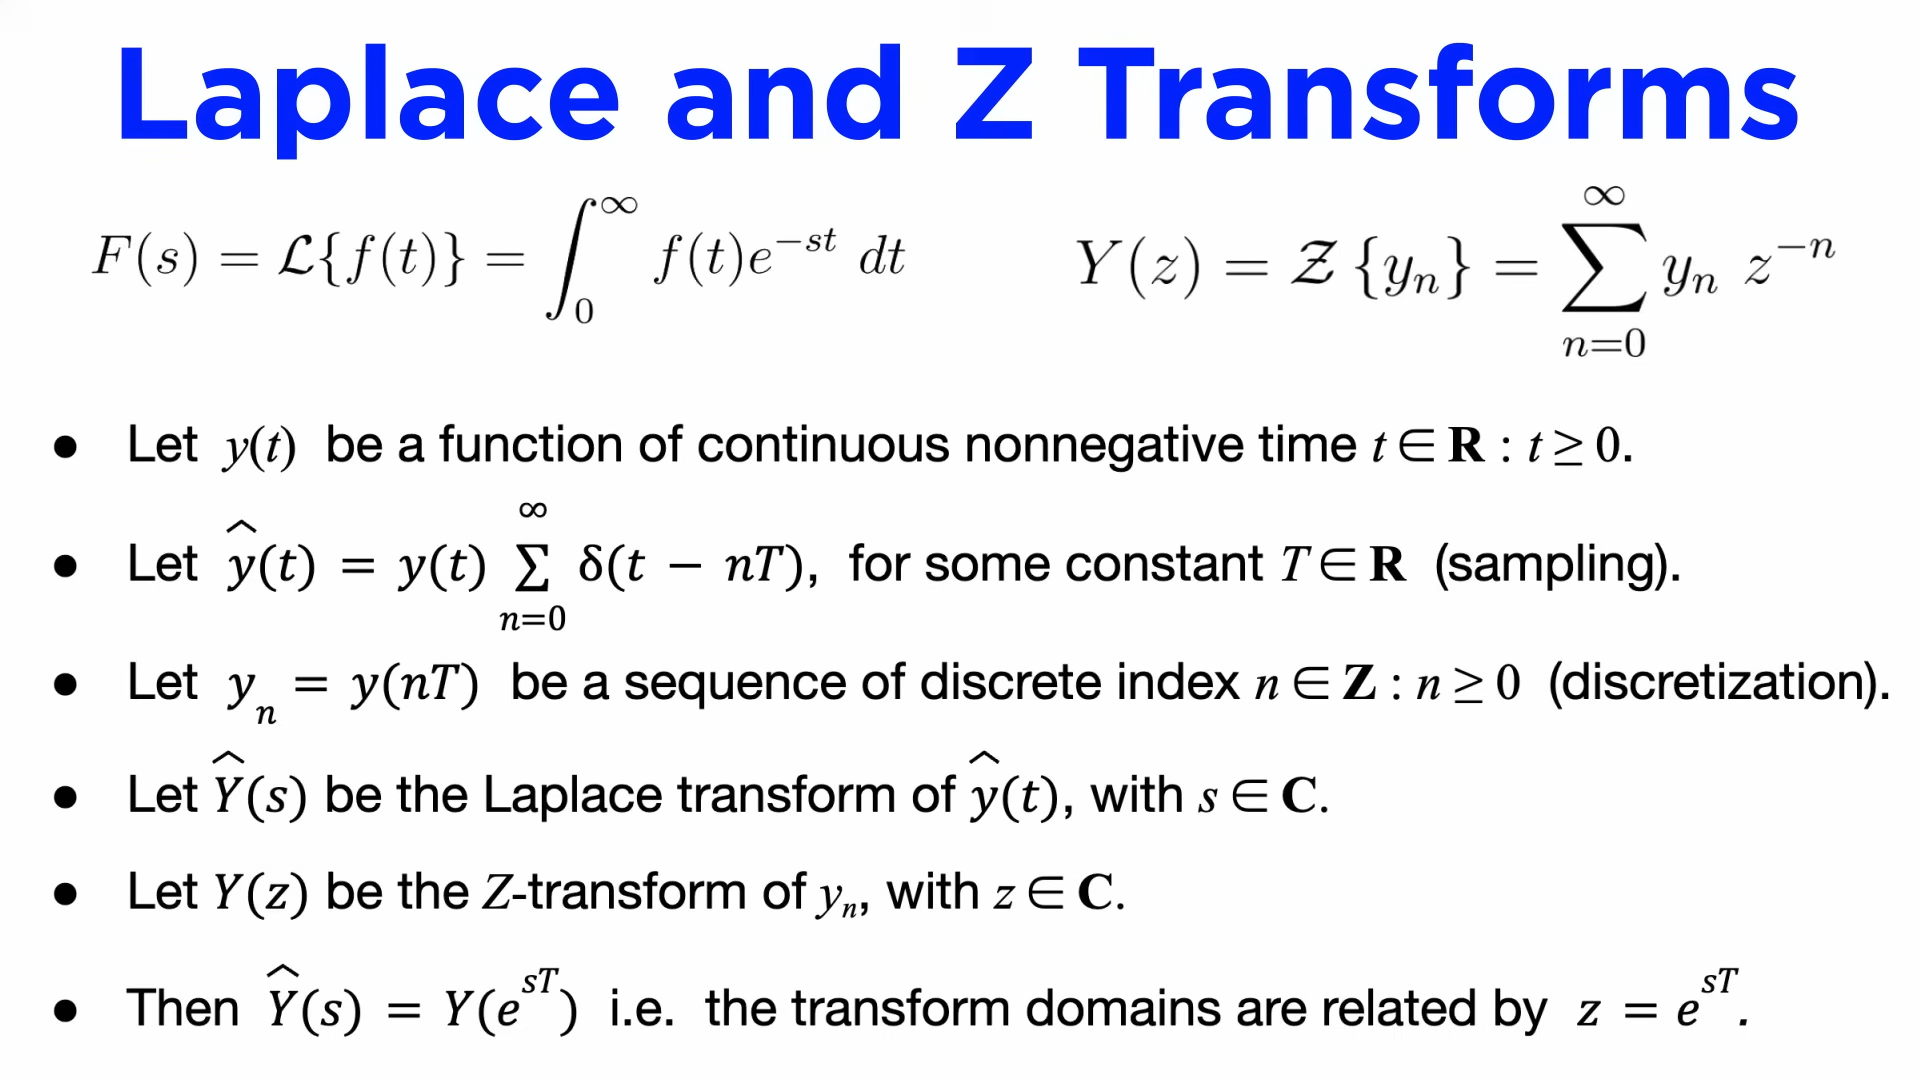 Laplace and Z Transforms
F(s) = ℒ{f(t)} = ∫₀^∞ f(t)e^{−st} dt
Y(z) = 𝒵 {yₙ} = ∑_{n=0}^{∞} yₙ z^{−n}
● Let y(t) be a function of continuous nonnegative time t ∈ R : t ≥ 0.
● Let ŷ(t) = y(t) ∑_{n=0}^{∞} δ(t − nT), for some constant T ∈ R (sampling).
● Let yₙ = y(nT) be a sequence of discrete index n ∈ Z : n ≥ 0 (discretization).
● Let Ŷ(s) be the Laplace transform of ŷ(t), with s ∈ C.
● Let Y(z) be the Z-transform of yₙ, with z ∈ C.
● Then Ŷ(s) = Y(e^{sT}) i.e. the transform domains are related by z = e^{sT}.